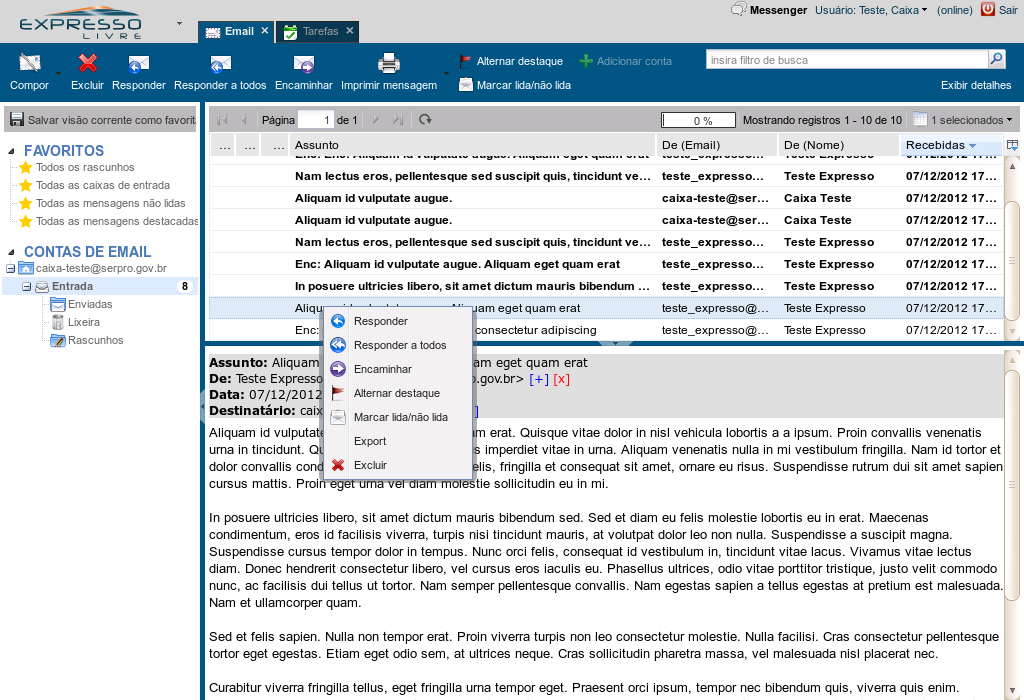 EXPRESSO
LIVRE
Email
Tarefas
Messenger
Usuário: Teste, Caixa
(online)
Sair
Compor
Excluir
Responder
Responder a todos
Encaminhar
Imprimir mensagem
Alternar destaque
Adicionar conta
Marcar lida/não lida
insira filtro de busca
Exibir detalhes
Salvar visão corrente como favorit
FAVORITOS
Todos os rascunhos
Todas as caixas de entrada
Todas as mensagens não lidas
Todas as mensagens destacadas
CONTAS DE EMAIL
caixa-teste@serpro.gov.br
Entrada 8
Enviadas
Lixeira
Rascunhos
Página 1 de 1
0 %
Mostrando registros 1 - 10 de 10
1 selecionados
... ... ... Assunto De (Email) De (Nome) Recebidas
Enc: Enc: Aliquam id vulputate augue. Aliquam eget quam erat teste_expresso... Teste Expresso 07/12/2012 17...
Nam lectus eros, pellentesque sed suscipit quis, tincidunt ve... teste_expresso... Teste Expresso 07/12/2012 17...
Aliquam id vulputate augue. caixa-teste@ser... Caixa Teste 07/12/2012 17...
Aliquam id vulputate augue. caixa-teste@ser... Caixa Teste 07/12/2012 17...
Nam lectus eros, pellentesque sed suscipit quis, tincidunt ve... teste_expresso... Teste Expresso 07/12/2012 17...
Enc: Aliquam id vulputate augue. Aliquam eget quam erat teste_expresso... Teste Expresso 07/12/2012 17...
In posuere ultricies libero, sit amet dictum mauris bibendum ... teste_expresso... Teste Expresso 07/12/2012 17...
Aliquam id vulputate augue. Aliquam eget quam erat teste_expresso@... Teste Expresso 07/12/2012 17...
Enc: consectetur adipiscing teste_expresso@... Teste Expresso 07/12/2012 17...
Responder
Responder a todos
Encaminhar
Alternar destaque
Marcar lida/não lida
Export
Excluir
Assunto: Aliquam eget quam erat
De: Teste Expresso .gov.br> [+] [x]
Data: 07/12/2012
Destinatário: caix ]
Aliquam id vulputate m erat. Quisque vitae dolor in nisl vehicula lobortis a a ipsum. Proin convallis venenatis
urna in tincidunt. Qu s imperdiet vitae in urna. Aliquam venenatis nulla in mi vestibulum fringilla. Nam id tortor et
dolor convallis cond elis, fringilla et consequat sit amet, ornare eu risus. Suspendisse rutrum dui sit amet sapien
cursus mattis. Proin eget urna vel diam molestie sollicitudin eu in mi.
In posuere ultricies libero, sit amet dictum mauris bibendum sed. Sed et diam eu felis molestie lobortis eu in erat. Maecenas
condimentum, eros id facilisis viverra, turpis nisi tincidunt mauris, at volutpat dolor leo non nulla. Suspendisse a suscipit magna.
Suspendisse cursus tempor dolor in tempus. Nunc orci felis, consequat id vestibulum in, tincidunt vitae lacus. Vivamus vitae lectus
diam. Donec hendrerit consectetur libero, vel cursus eros iaculis eu. Phasellus ultrices, odio vitae porttitor tristique, justo velit commodo
nunc, ac facilisis dui tellus ut tortor. Nam semper pellentesque convallis. Nam egestas sapien a tellus egestas at pretium est malesuada.
Nam et ullamcorper quam.
Sed et felis sapien. Nulla non tempor erat. Proin viverra turpis non leo consectetur molestie. Nulla facilisi. Cras consectetur pellentesque
tortor eget egestas. Etiam eget odio sem, at ultrices neque. Cras sollicitudin pharetra massa, vel malesuada nisl placerat nec.
Curabitur viverra fringilla tellus, eget fringilla urna tempor eget. Praesent orci ipsum, tempor nec bibendum quis, viverra quis enim.